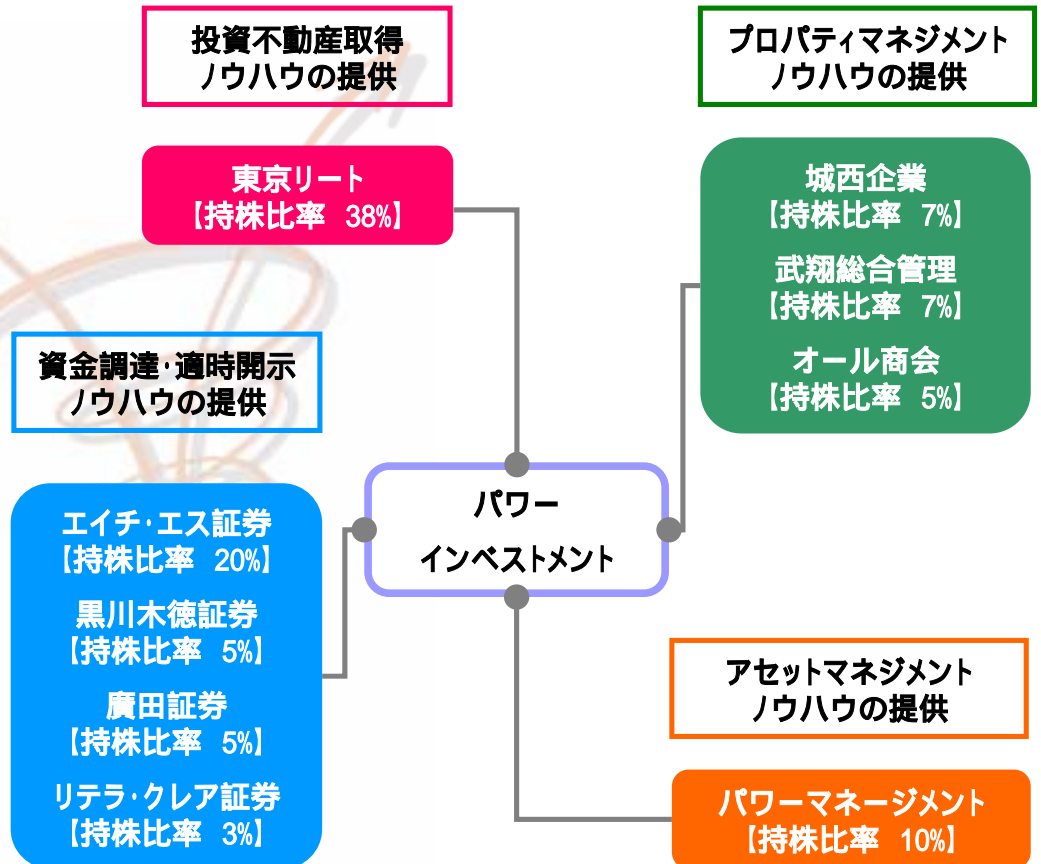 投資不動産取得
ノウハウの提供
東京リート
【持株比率 38%】
プロパティマネジメント
ノウハウの提供
城西企業
【持株比率 7%】
武翔総合管理
【持株比率 7%】
オール商会
【持株比率 5%】
資金調達・適時開示
ノウハウの提供
エイチ・エス証券
【持株比率 20%】
黒川木徳証券
【持株比率 5%】
廣田証券
【持株比率 5%】
リテラ・クレア証券
【持株比率 3%】
パワー
インベストメント
アセットマネジメント
ノウハウの提供
パワーマネージメント
【持株比率 10%】